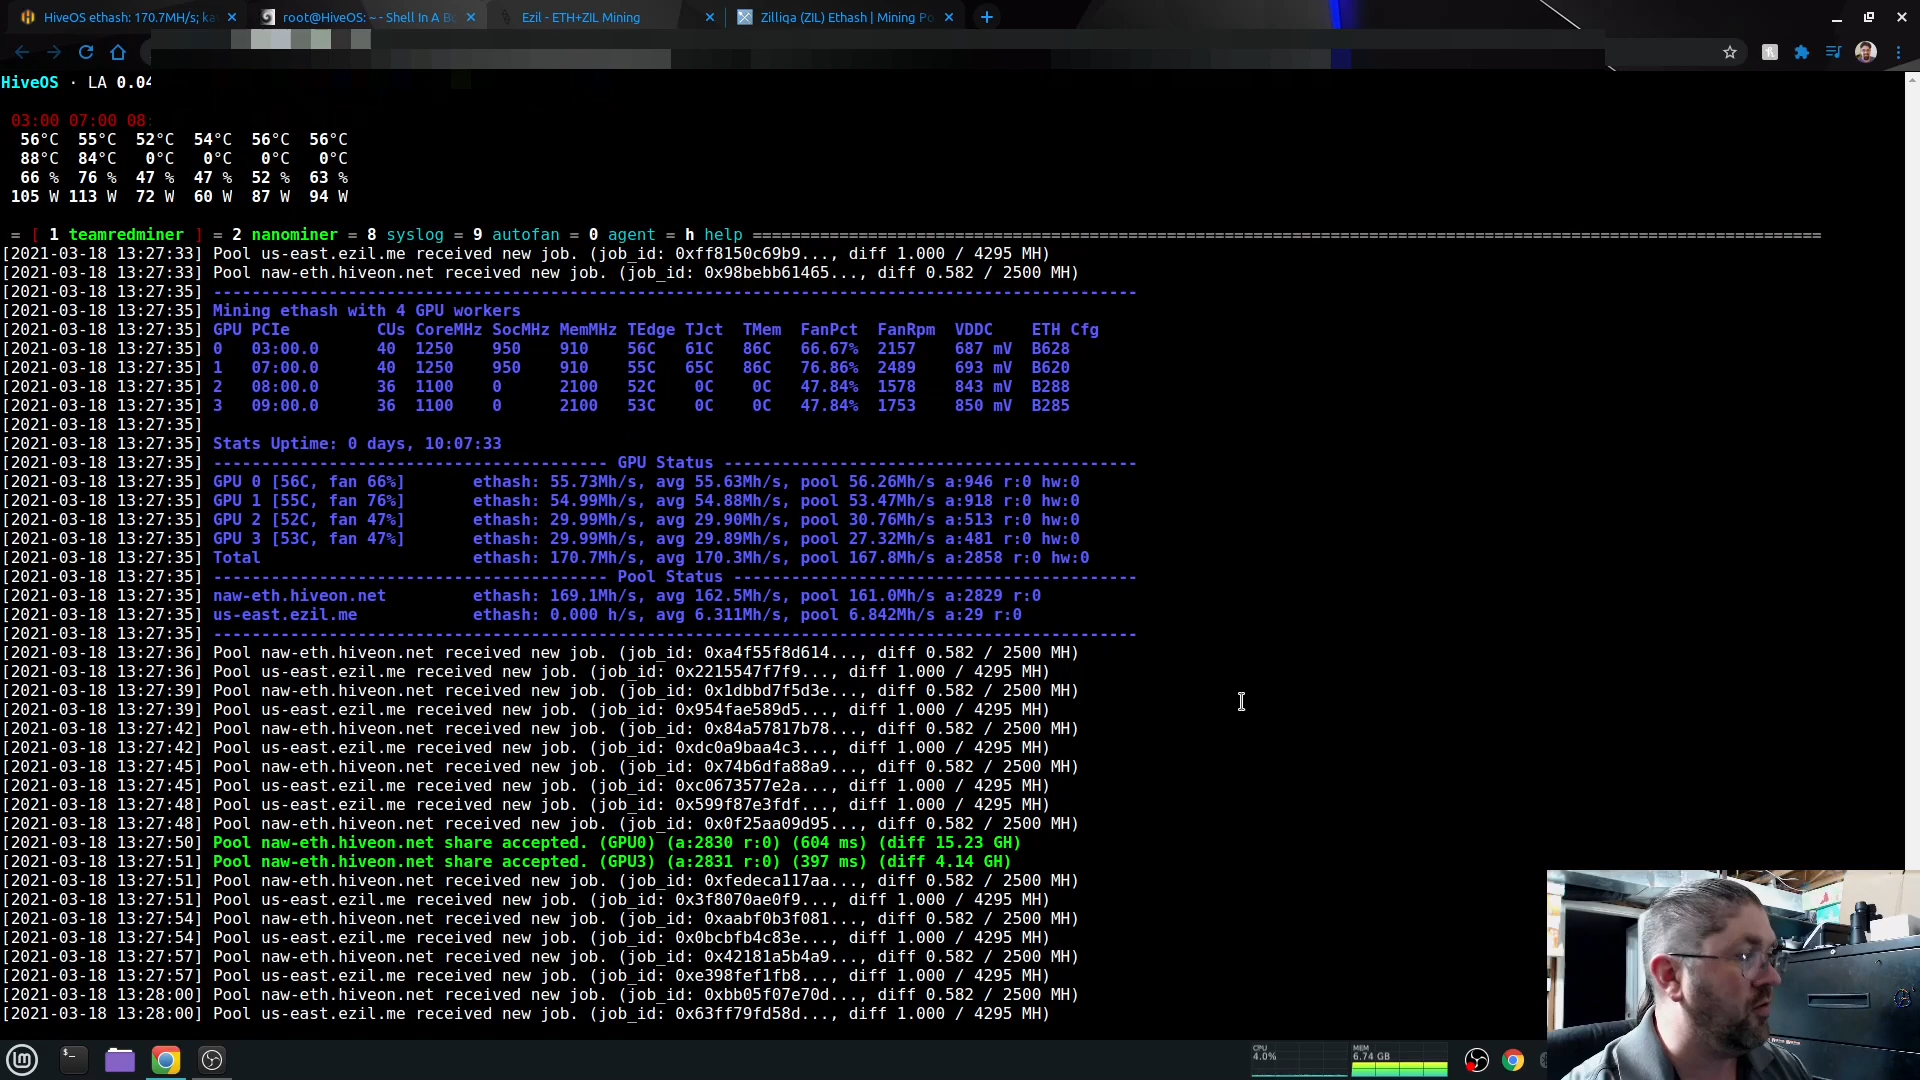 HiveOS ethash: 170.7MH/s; ka
root@HiveOS: ~ - Shell In A Bo
Ezil - ETH+ZIL Mining
Zilliqa (ZIL) Ethash | Mining Po
HiveOS · LA 0.04
03:00 07:00 08:
56°C 55°C 52°C 54°C 56°C 56°C
88°C 84°C 0°C 0°C 0°C 0°C
66 % 76 % 47 % 47 % 52 % 63 %
105 W 113 W 72 W 60 W 87 W 94 W
= [ 1 teamredminer ] = 2 nanominer = 8 syslog = 9 autofan = 0 agent = h help ===============================================================================================================
[2021-03-18 13:27:33] Pool us-east.ezil.me received new job. (job_id: 0xff8150c69b9..., diff 1.000 / 4295 MH)
[2021-03-18 13:27:33] Pool naw-eth.hiveon.net received new job. (job_id: 0x98bebb61465..., diff 0.582 / 2500 MH)
[2021-03-18 13:27:35] ------------------------------------------------------------------------------------------------
[2021-03-18 13:27:35] Mining ethash with 4 GPU workers
[2021-03-18 13:27:35] GPU PCIe CUs CoreMHz SocMHz MemMHz TEdge TJct TMem FanPct FanRpm VDDC ETH Cfg
[2021-03-18 13:27:35] 0 03:00.0 40 1250 950 910 56C 61C 86C 66.67% 2157 687 mV B628
[2021-03-18 13:27:35] 1 07:00.0 40 1250 950 910 55C 65C 86C 76.86% 2489 693 mV B620
[2021-03-18 13:27:35] 2 08:00.0 36 1100 0 2100 52C 0C 0C 47.84% 1578 843 mV B288
[2021-03-18 13:27:35] 3 09:00.0 36 1100 0 2100 53C 0C 0C 47.84% 1753 850 mV B285
[2021-03-18 13:27:35]
[2021-03-18 13:27:35] Stats Uptime: 0 days, 10:07:33
[2021-03-18 13:27:35] ----------------------------------------- GPU Status -------------------------------------------
[2021-03-18 13:27:35] GPU 0 [56C, fan 66%] ethash: 55.73Mh/s, avg 55.63Mh/s, pool 56.26Mh/s a:946 r:0 hw:0
[2021-03-18 13:27:35] GPU 1 [55C, fan 76%] ethash: 54.99Mh/s, avg 54.88Mh/s, pool 53.47Mh/s a:918 r:0 hw:0
[2021-03-18 13:27:35] GPU 2 [52C, fan 47%] ethash: 29.99Mh/s, avg 29.90Mh/s, pool 30.76Mh/s a:513 r:0 hw:0
[2021-03-18 13:27:35] GPU 3 [53C, fan 47%] ethash: 29.99Mh/s, avg 29.89Mh/s, pool 27.32Mh/s a:481 r:0 hw:0
[2021-03-18 13:27:35] Total ethash: 170.7Mh/s, avg 170.3Mh/s, pool 167.8Mh/s a:2858 r:0 hw:0
[2021-03-18 13:27:35] ----------------------------------------- Pool Status ------------------------------------------
[2021-03-18 13:27:35] naw-eth.hiveon.net ethash: 169.1Mh/s, avg 162.5Mh/s, pool 161.0Mh/s a:2829 r:0
[2021-03-18 13:27:35] us-east.ezil.me ethash: 0.000 h/s, avg 6.311Mh/s, pool 6.842Mh/s a:29 r:0
[2021-03-18 13:27:35] ------------------------------------------------------------------------------------------------
[2021-03-18 13:27:36] Pool naw-eth.hiveon.net received new job. (job_id: 0xa4f55f8d614..., diff 0.582 / 2500 MH)
[2021-03-18 13:27:36] Pool us-east.ezil.me received new job. (job_id: 0x2215547f7f9..., diff 1.000 / 4295 MH)
[2021-03-18 13:27:39] Pool naw-eth.hiveon.net received new job. (job_id: 0x1dbbd7f5d3e..., diff 0.582 / 2500 MH)
[2021-03-18 13:27:39] Pool us-east.ezil.me received new job. (job_id: 0x954fae589d5..., diff 1.000 / 4295 MH)
[2021-03-18 13:27:42] Pool naw-eth.hiveon.net received new job. (job_id: 0x84a57817b78..., diff 0.582 / 2500 MH)
[2021-03-18 13:27:42] Pool us-east.ezil.me received new job. (job_id: 0xdc0a9baa4c3..., diff 1.000 / 4295 MH)
[2021-03-18 13:27:45] Pool naw-eth.hiveon.net received new job. (job_id: 0x74b6dfa88a9..., diff 0.582 / 2500 MH)
[2021-03-18 13:27:45] Pool us-east.ezil.me received new job. (job_id: 0xc0673577e2a..., diff 1.000 / 4295 MH)
[2021-03-18 13:27:48] Pool us-east.ezil.me received new job. (job_id: 0x599f87e3fdf..., diff 1.000 / 4295 MH)
[2021-03-18 13:27:48] Pool naw-eth.hiveon.net received new job. (job_id: 0x0f25aa09d95..., diff 0.582 / 2500 MH)
[2021-03-18 13:27:50] Pool naw-eth.hiveon.net share accepted. (GPU0) (a:2830 r:0) (604 ms) (diff 15.23 GH)
[2021-03-18 13:27:51] Pool naw-eth.hiveon.net share accepted. (GPU3) (a:2831 r:0) (397 ms) (diff 4.14 GH)
[2021-03-18 13:27:51] Pool naw-eth.hiveon.net received new job. (job_id: 0xfedeca117aa..., diff 0.582 / 2500 MH)
[2021-03-18 13:27:51] Pool us-east.ezil.me received new job. (job_id: 0x3f8070ae0f9..., diff 1.000 / 4295 MH)
[2021-03-18 13:27:54] Pool naw-eth.hiveon.net received new job. (job_id: 0xaabf0b3f081..., diff 0.582 / 2500 MH)
[2021-03-18 13:27:54] Pool us-east.ezil.me received new job. (job_id: 0x0bcbfb4c83e..., diff 1.000 / 4295 MH)
[2021-03-18 13:27:57] Pool naw-eth.hiveon.net received new job. (job_id: 0x42181a5b4a9..., diff 0.582 / 2500 MH)
[2021-03-18 13:27:57] Pool us-east.ezil.me received new job. (job_id: 0xe398fef1fb8..., diff 1.000 / 4295 MH)
[2021-03-18 13:28:00] Pool naw-eth.hiveon.net received new job. (job_id: 0xbb05f07e70d..., diff 0.582 / 2500 MH)
[2021-03-18 13:28:00] Pool us-east.ezil.me received new job. (job_id: 0x63ff79fd58d..., diff 1.000 / 4295 MH)
CPU
4.0%
MEM
6.74 GB